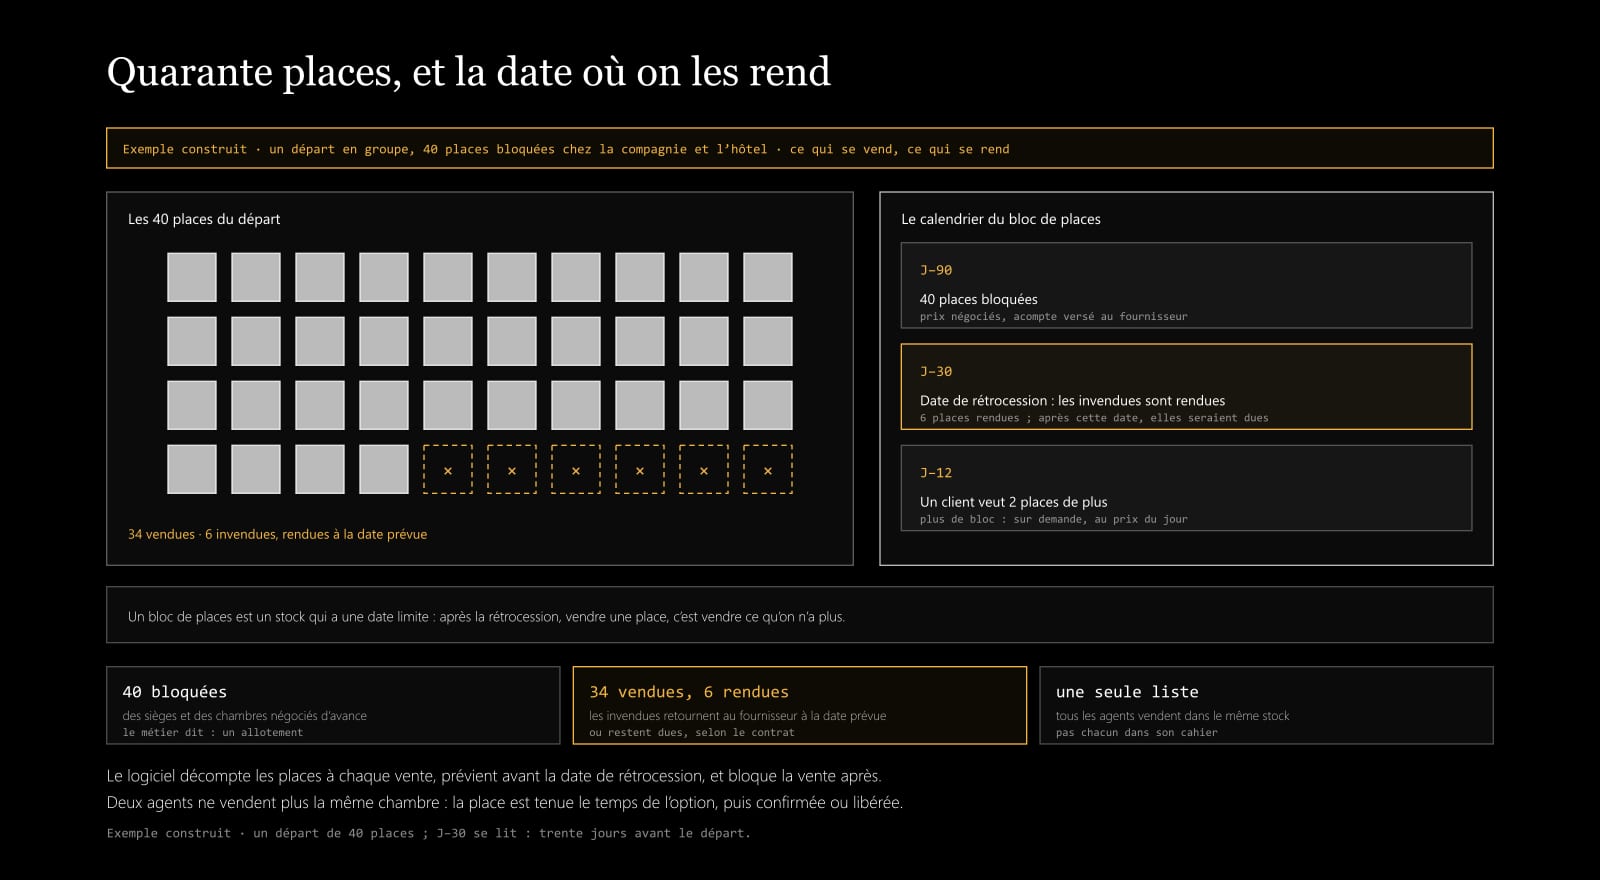 Quarante places, et la date où on les rend
Exemple construit · un départ en groupe, 40 places bloquées chez la compagnie et l’hôtel · ce qui se vend, ce qui se rend
Les 40 places du départ
× × × × × ×
34 vendues · 6 invendues, rendues à la date prévue
Le calendrier du bloc de places
J−90
40 places bloquées
prix négociés, acompte versé au fournisseur
J−30
Date de rétrocession : les invendues sont rendues
6 places rendues ; après cette date, elles seraient dues
J−12
Un client veut 2 places de plus
plus de bloc : sur demande, au prix du jour
Un bloc de places est un stock qui a une date limite : après la rétrocession, vendre une place, c’est vendre ce qu’on n’a plus.
40 bloquées
des sièges et des chambres négociés d’avance
le métier dit : un allotement
34 vendues, 6 rendues
les invendues retournent au fournisseur à la date prévue
ou restent dues, selon le contrat
une seule liste
tous les agents vendent dans le même stock
pas chacun dans son cahier
Le logiciel décompte les places à chaque vente, prévient avant la date de rétrocession, et bloque la vente après.
Deux agents ne vendent plus la même chambre : la place est tenue le temps de l’option, puis confirmée ou libérée.
Exemple construit · un départ de 40 places ; J−30 se lit : trente jours avant le départ.